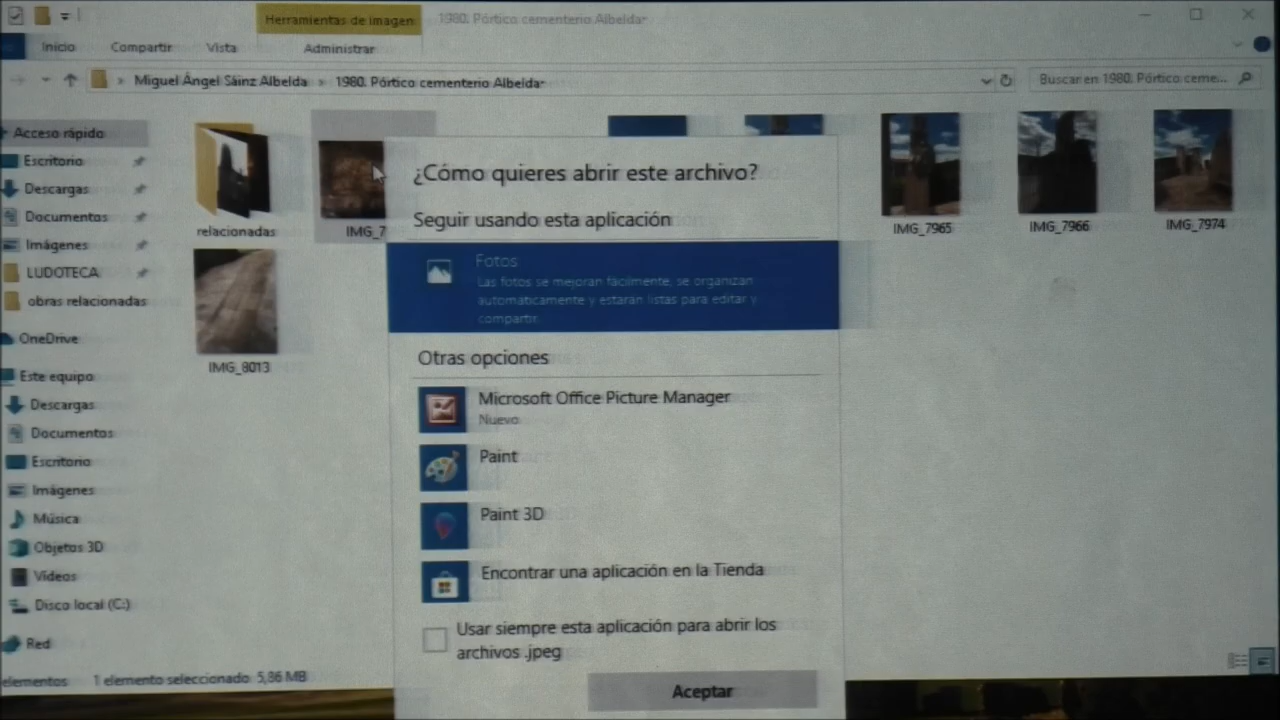 Herramientas de imagen
1980. Pórtico cementerio Albeldar
Inicio
Compartir
Vista
Administrar
Miguel Ángel Sáinz Albelda > 1980. Pórtico cementerio Albeldar
Buscar en 1980. Pórtico ceme...
Acceso rápido
Escritorio
Descargas
Documentos
Imágenes
LUDOTECA
obras relacionadas
OneDrive
Este equipo
Descargas
Documentos
Escritorio
Imágenes
Música
Objetos 3D
Vídeos
Disco local (C:)
Red
relacionadas
IMG_7
IMG_7965
IMG_7966
IMG_7974
IMG_8013
¿Cómo quieres abrir este archivo?
Seguir usando esta aplicación
Fotos
Las fotos se mejoran fácilmente, se organizan
automáticamente y estarán listas para editar y
compartir.
Otras opciones
Microsoft Office Picture Manager
Nuevo
Paint
Paint 3D
Encontrar una aplicación en la Tienda
Usar siempre esta aplicación para abrir los
archivos .jpeg
Aceptar
elementos
1 elemento seleccionado 5,86 MB